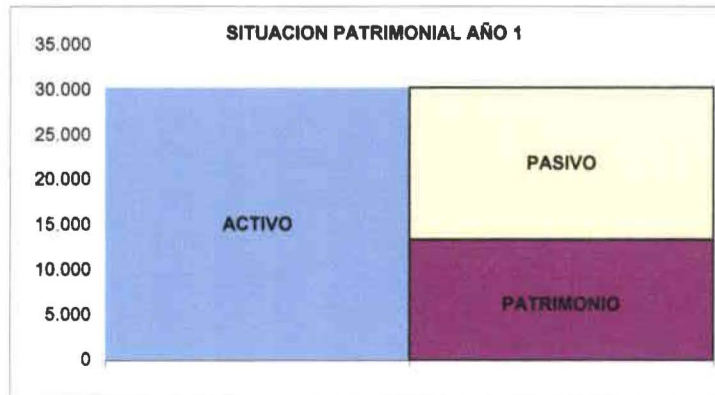 SITUACION PATRIMONIAL AÑO 1
35.000
30.000
25.000
20.000
15.000
10.000
5.000
0
ACTIVO
PASIVO
PATRIMONIO